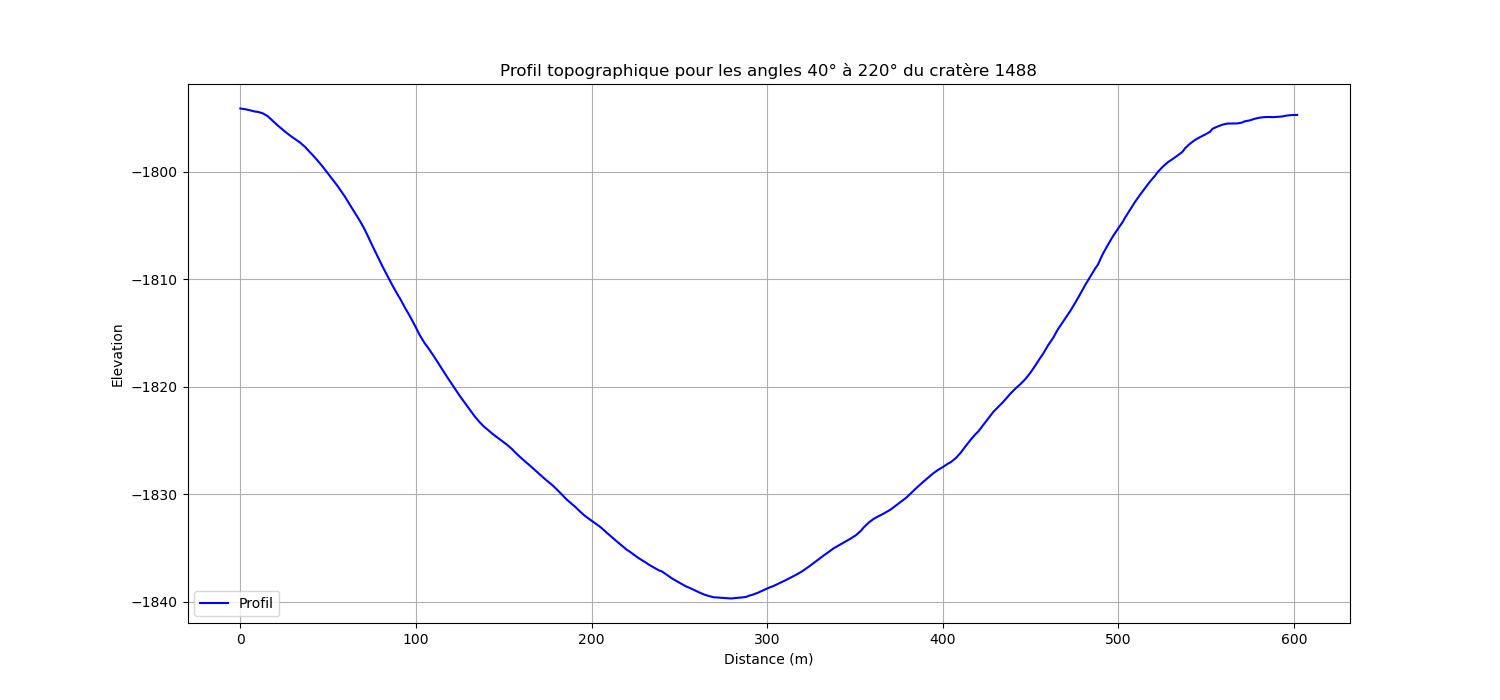 Profil topographique pour les angles 40° à 220° du cratère 1488
Elevation
−1800
−1810
−1820
−1830
−1840
Profil
0 100 200 300 400 500 600
Distance (m)